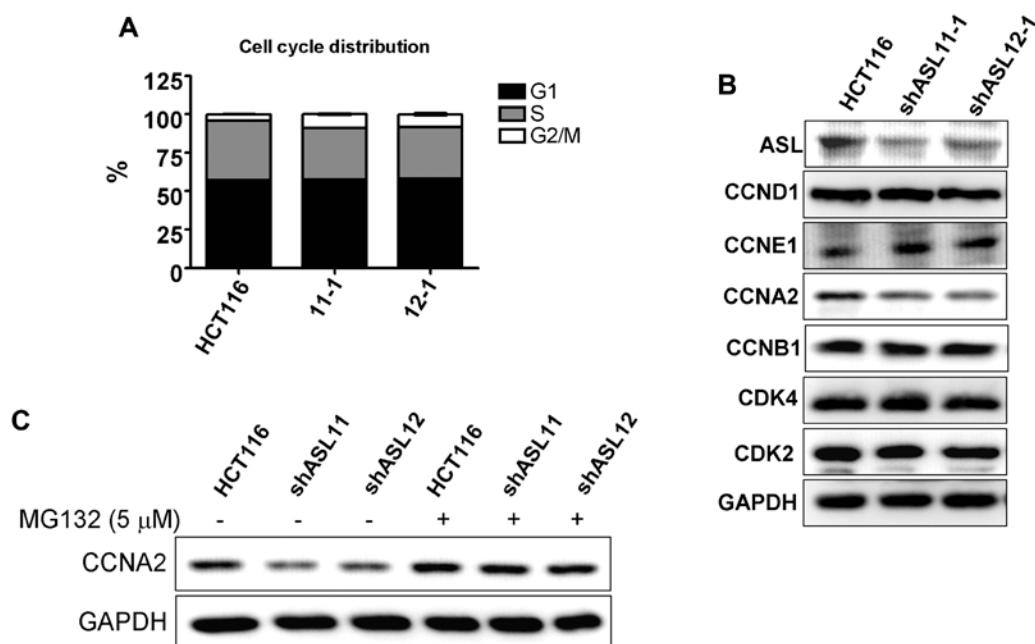 A
Cell cycle distribution
125
100
75
50
25
0
%
HCT116
11-1
12-1
G1
S
G2/M
B
HCT116
shASL11-1
shASL12-1
ASL
CCND1
CCNE1
CCNA2
CCNB1
CDK4
CDK2
GAPDH
C
HCT116
shASL11
shASL12
HCT116
shASL11
shASL12
MG132 (5 μM) - - - + + +
CCNA2
GAPDH